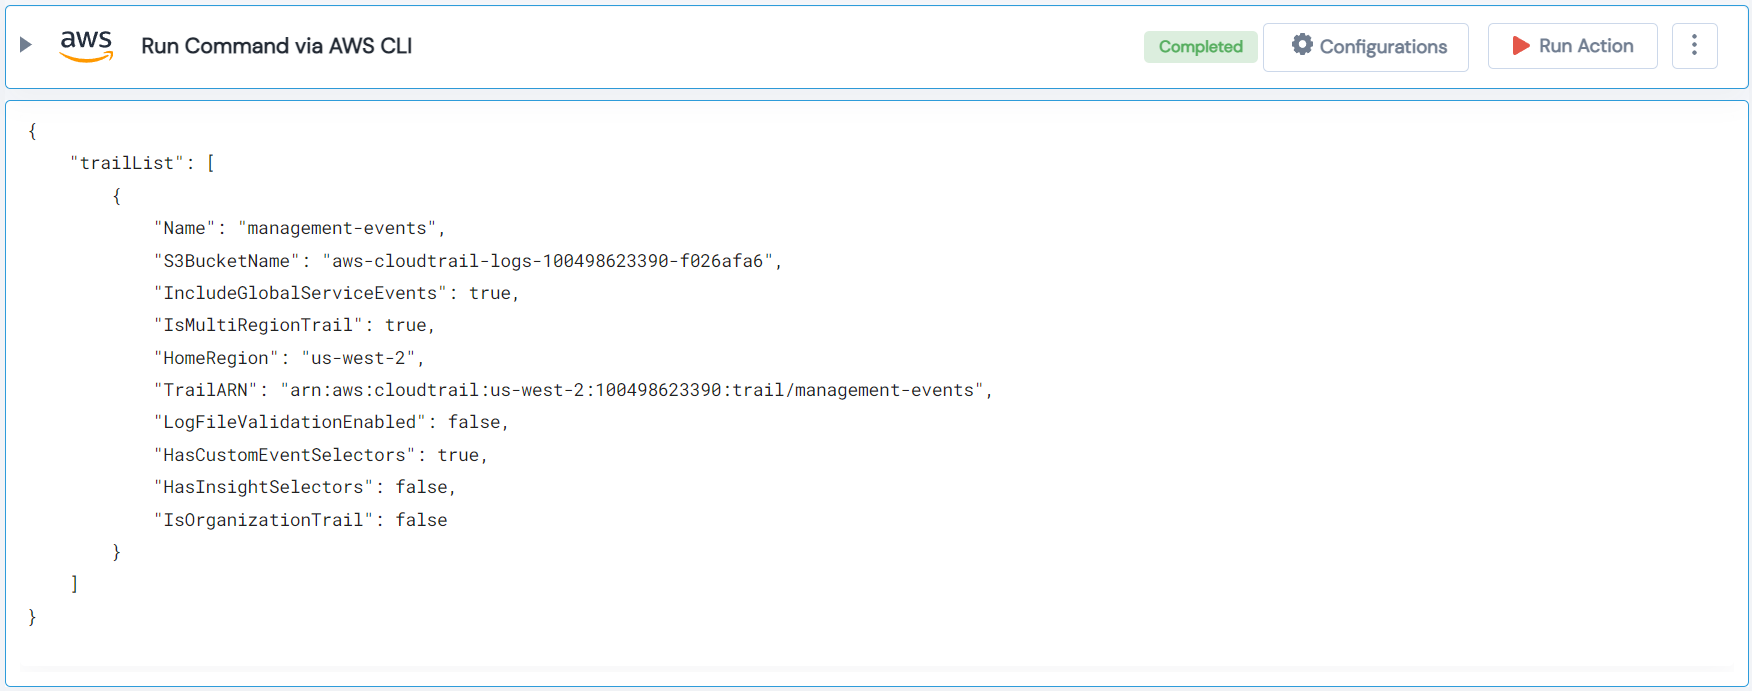 aws Run Command via AWS CLI Completed Configurations Run Action
{
    "trailList": [
        {
            "Name": "management-events",
            "S3BucketName": "aws-cloudtrail-logs-100498623390-f026afa6",
            "IncludeGlobalServiceEvents": true,
            "IsMultiRegionTrail": true,
            "HomeRegion": "us-west-2",
            "TrailARN": "arn:aws:cloudtrail:us-west-2:100498623390:trail/management-events",
            "LogFileValidationEnabled": false,
            "HasCustomEventSelectors": true,
            "HasInsightSelectors": false,
            "IsOrganizationTrail": false
        }
    ]
}